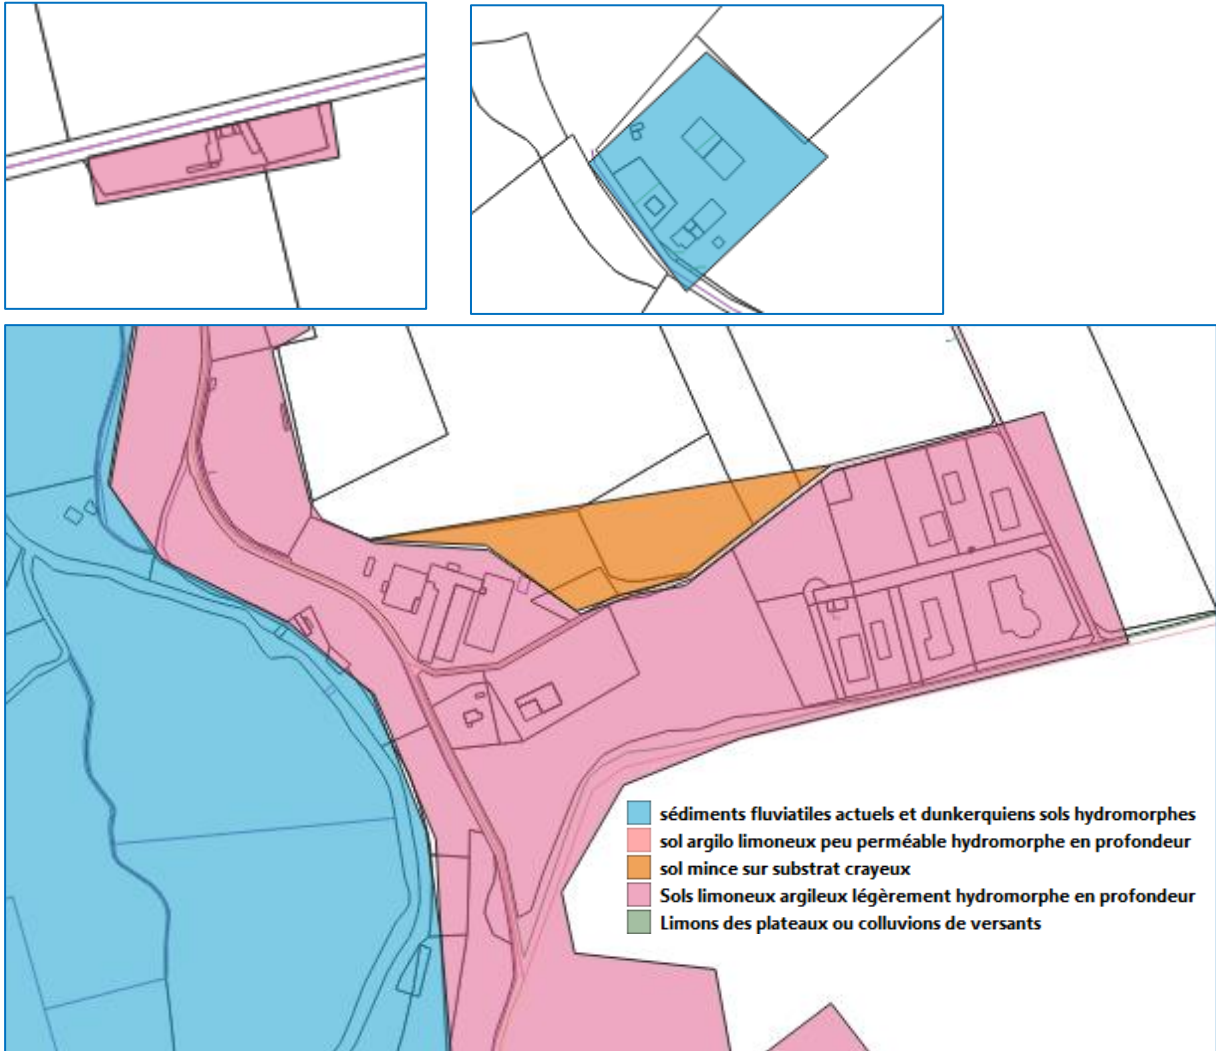 sédiments fluviatiles actuels et dunkerquiens sols hydromorphes
sol argilo limoneux peu perméable hydromorphe en profondeur
sol mince sur substrat crayeux
Sols limoneux argileux légèrement hydromorphe en profondeur
Limons des plateaux ou colluvions de versants